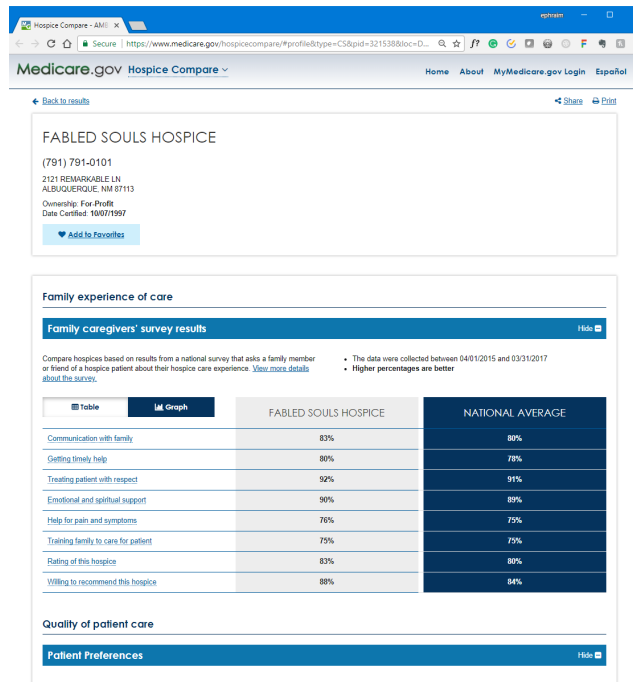 Hospice Compare - AME
ephraim
Secure | https://www.medicare.gov/hospicecompare/#profile&type=CS&pid=321538&loc=D...
Medicare.gov Hospice Compare
Home About MyMedicare.gov Login Español
Back to results
Share Print
FABLED SOULS HOSPICE
(791) 791-0101
2121 REMARKABLE LN
ALBUQUERQUE, NM 87113
Ownership: For-Profit
Date Certified: 10/07/1997
Add to Favorites
Family experience of care
Family caregivers' survey results Hide
Compare hospices based on results from a national survey that asks a family member
or friend of a hospice patient about their hospice care experience. View more details
about the survey.
• The data were collected between 04/01/2015 and 03/31/2017
• Higher percentages are better
Table Graph FABLED SOULS HOSPICE NATIONAL AVERAGE
Communication with family 83% 80%
Getting timely help 80% 78%
Treating patient with respect 92% 91%
Emotional and spiritual support 90% 89%
Help for pain and symptoms 76% 75%
Training family to care for patient 75% 75%
Rating of this hospice 83% 80%
Willing to recommend this hospice 88% 84%
Quality of patient care
Patient Preferences Hide